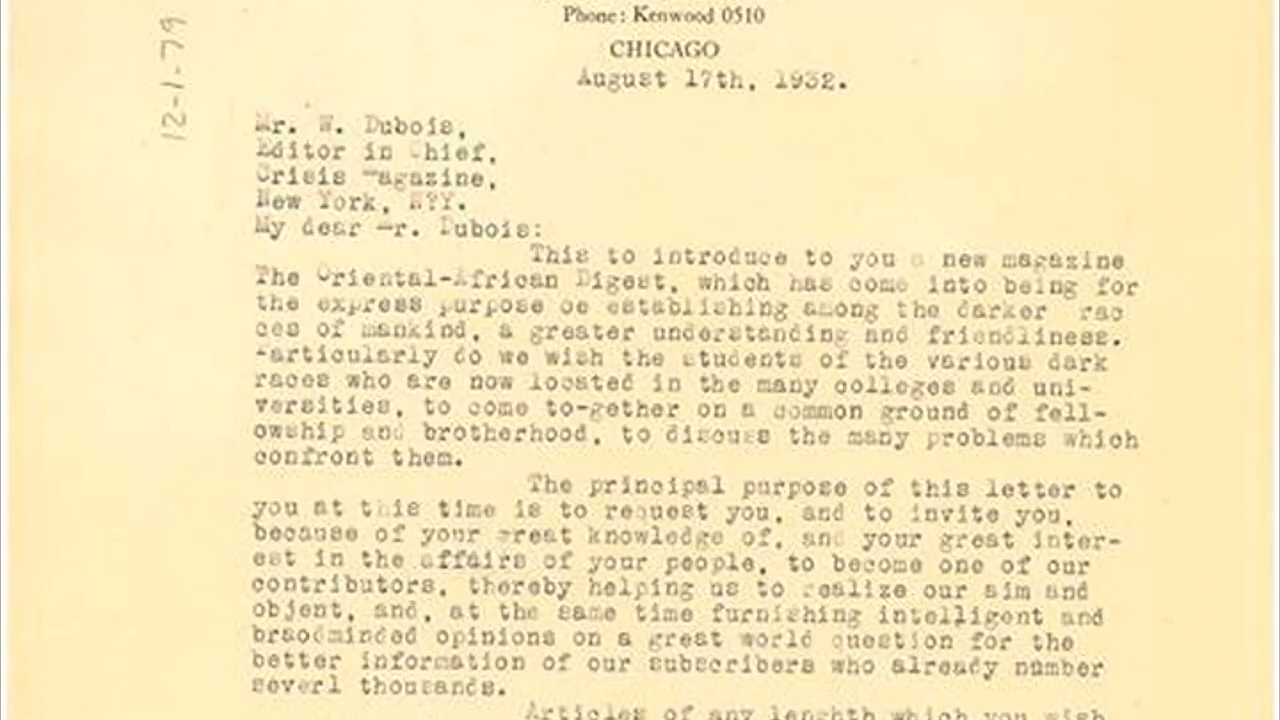 12-1-79
Phone: Kenwood 0510
CHICAGO
August 17th, 1932.
Mr. W. Dubois,
Editor in Chief,
Crisis Magazine,
New York, N?Y.
My dear Mr. Dubois:
This to introduce to you a new magazine
The Oriental-African Digest, which has come into being for
the express purpose oe establishing among the darker rac
ces of mankind, a greater understanding and friendliness.
Particularly do we wish the students of the various dark
races who are now located in the many colleges and uni-
versities, to come to-gether on a common ground of fell-
owship and brotherhood, to discuss the many problems which
confront them.
The principal purpose of this letter to
you at this time is to request you, and to invite you,
because of your great knowledge of, and your great inter-
est in the affairs of your people, to become one of our
contributors, thereby helping us to realize our aim and
objent, and, at the same time furnishing intelligent and
braodminded opinions on a great world question for the
better information of our subscribers who already number
severl thousands.
Articles of any lenghth which you wish